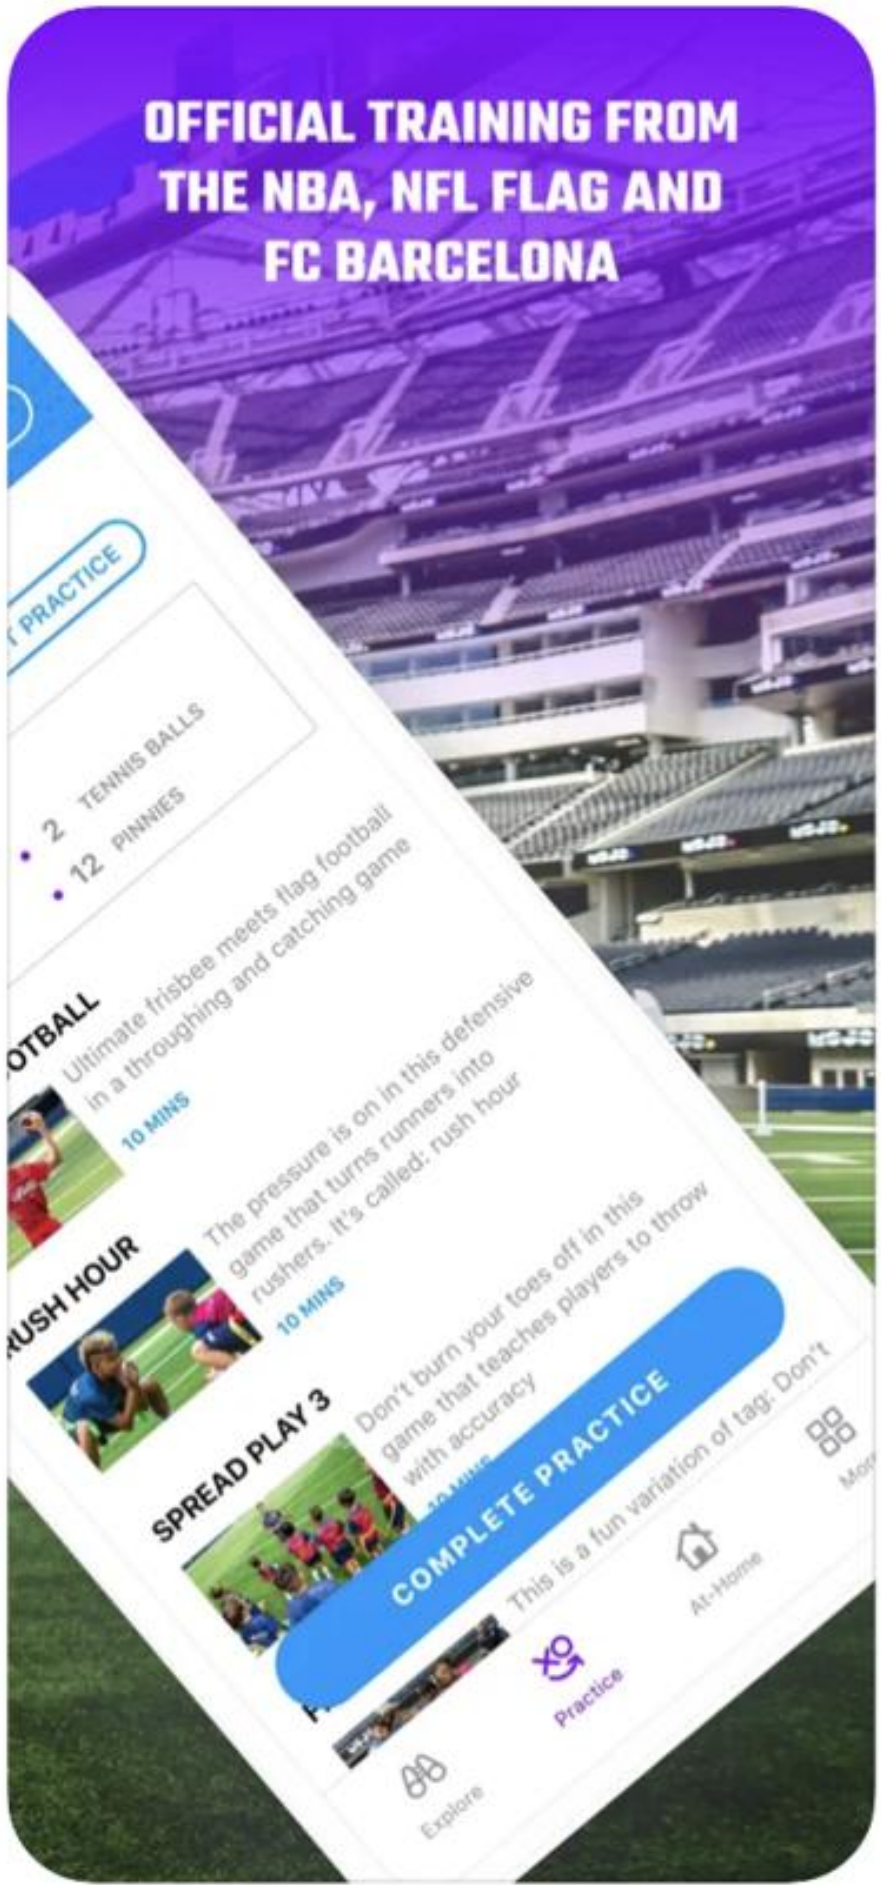 OFFICIAL TRAINING FROM
THE NBA, NFL FLAG AND
FC BARCELONA
PRACTICE
2 TENNIS BALLS
12 PINNIES
Ultimate frisbee meets flag football
in a throughing and catching game
10 MINS
RUSH HOUR
The pressure is on in this defensive
game that turns runners into
rushers. It's called: rush hour
10 MINS
SPREAD PLAY 3
Don't burn your toes off in this
game that teaches players to throw
with accuracy
10 MINS
COMPLETE PRACTICE
This is a fun variation of tag: Don't
Explore
Practice
At-Home